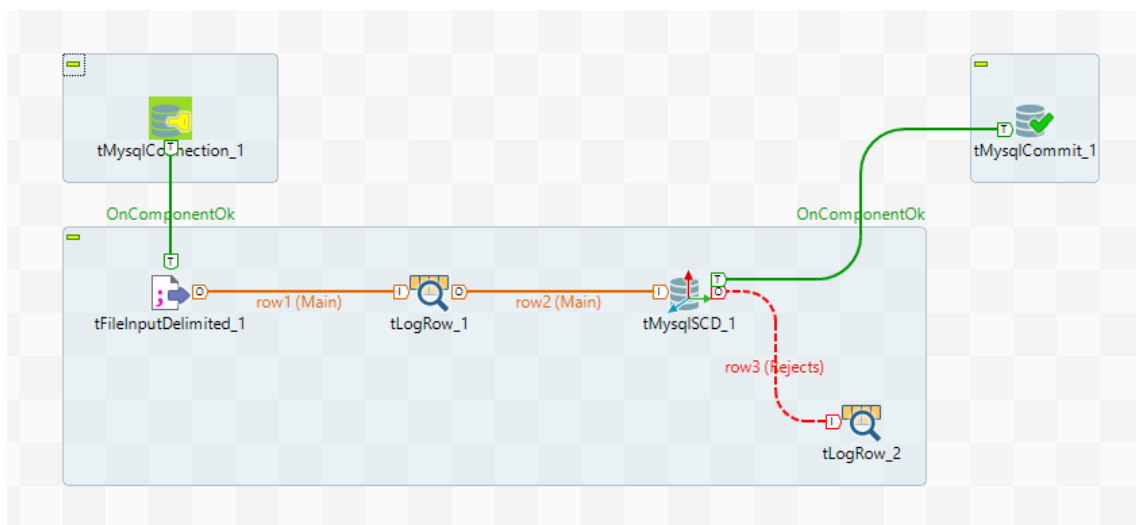 tMysqlConnection_1
tMysqlCommit_1
OnComponentOk
OnComponentOk
T
T
T
T
O
row1 (Main)
I
O
row2 (Main)
I
O
tFileInputDelimited_1
tLogRow_1
tMysqlSCD_1
row3 (Rejects)
I
tLogRow_2